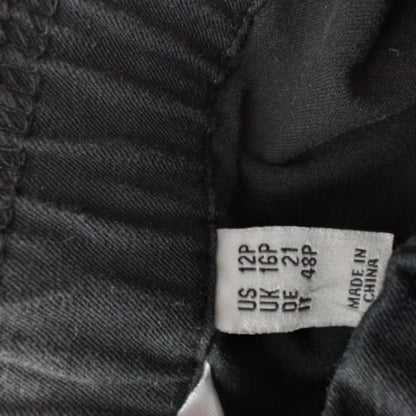 US 12P
UK 16P
DE 21
IT 48P
MADE IN
CHINA